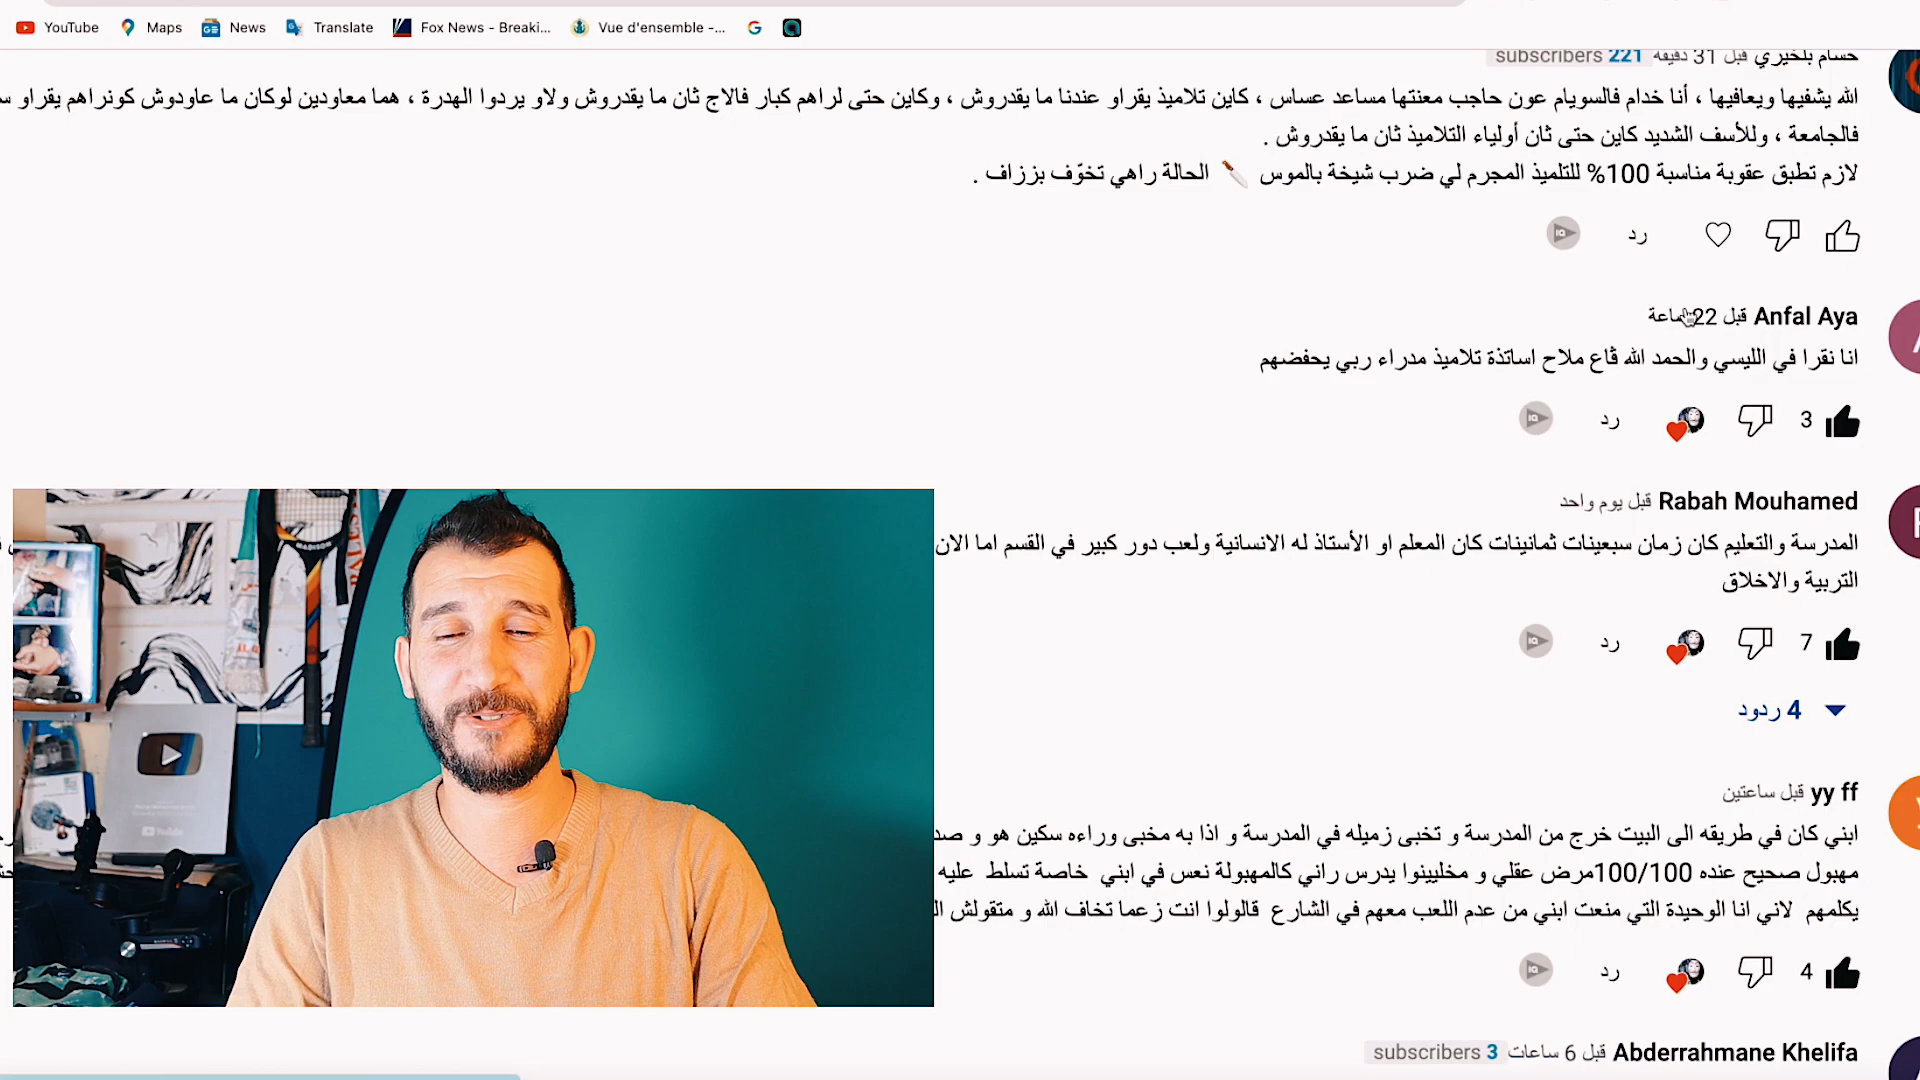 YouTube
Maps
News
Translate
Fox News - Breaki...
Vue d'ensemble -...
حسام بلخيري قبل 31 دقيقة 221 subscribers
الله يشفيها ويعافيها ، أنا خدام فالسويام عون حاجب معنتها مساعد عساس ، كاين تلاميذ يقراو عندنا ما يقدروش ، وكاين حتى لراهم كبار فالاج ثان ما يقدروش ولاو يردوا الهدرة ، هما معاودين لوكان ما عاودوش كونراهم يقراو
فالجامعة ، وللأسف الشديد كاين حتى ثان أولياء التلاميذ ثان ما يقدروش .
لازم تطبق عقوبة مناسبة 100% للتلميذ المجرم لي ضرب شيخة بالموس 🔪 الحالة راهي تخوّف بززاف .
رد
Anfal Aya قبل 22 ساعة
انا نقرا في الليسي والحمد الله ڨاع ملاح اساتذة تلاميذ مدراء ربي يحفضهم
3 رد
Rabah Mouhamed قبل يوم واحد
المدرسة والتعليم كان زمان سبعينات ثمانينات كان المعلم او الأستاذ له الانسانية ولعب دور كبير في القسم اما الان
التربية والاخلاق
7 رد
4 ردود
yy ff قبل ساعتين
ابني كان في طريقه الى البيت خرج من المدرسة و تخبى زميله في المدرسة و اذا به مخبى وراءه سكين هو و
مهبول صحيح عنده 100/100مرض عقلي و مخليينوا يدرس راني كالمهبولة نعس في ابني خاصة تسلط عليه
يكلمهم لاني انا الوحيدة التي منعت ابني من عدم اللعب معهم في الشارع قالولوا انت زعما تخاف الله و متقولش
4 رد
Abderrahmane Khelifa قبل 6 ساعات 3 subscribers
MADISON
YouTube